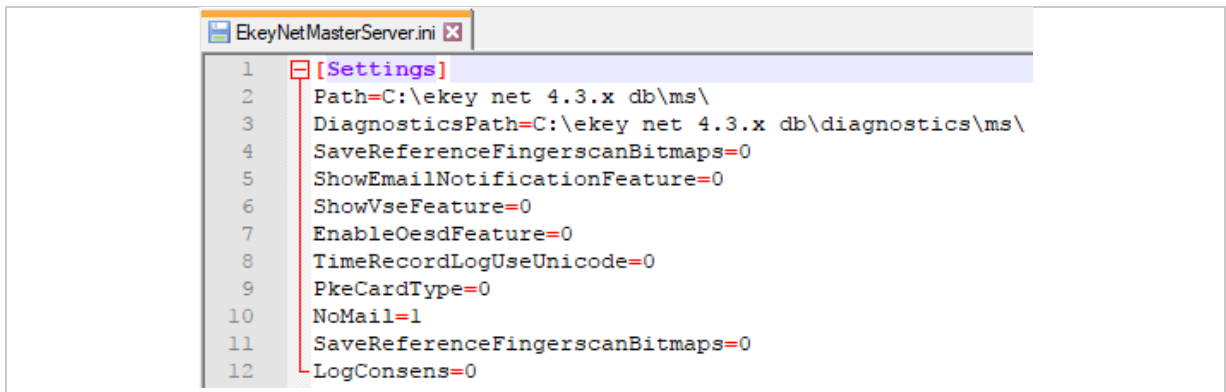 EkeyNetMasterServer.ini
1 [Settings]
2 Path=C:\ekey net 4.3.x db\ms\
3 DiagnosticsPath=C:\ekey net 4.3.x db\diagnostics\ms\
4 SaveReferenceFingerscanBitmaps=0
5 ShowEmailNotificationFeature=0
6 ShowVseFeature=0
7 EnableOesdFeature=0
8 TimeRecordLogUseUnicode=0
9 PkeCardType=0
10 NoMail=1
11 SaveReferenceFingerscanBitmaps=0
12 LogConsens=0